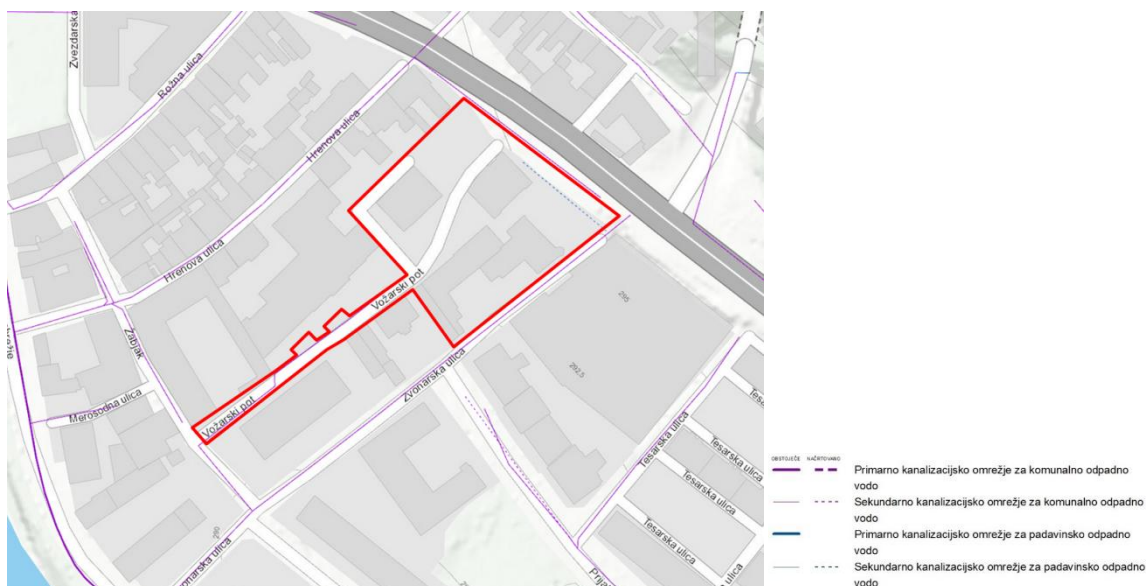 Zvezdarska
Rožna ulica
Hrenova ulica
Hrenova ulica
Vožarski pot
Žabjak
Vožarski pot
Zvonarska ulica
295
292.5
Merosodna ulica
Tesarska ulica
Tesarska ulica
Tesarska ulica
Tesarska ulica
290
Zvonarska ulica
OBSTOJEČE NAČRTOVANO
Primarno kanalizacijsko omrežje za komunalno odpadno
vodo
Sekundarno kanalizacijsko omrežje za komunalno odpadno
vodo
Primarno kanalizacijsko omrežje za padavinsko odpadno
vodo
Sekundarno kanalizacijsko omrežje za padavinsko odpadno
vodo